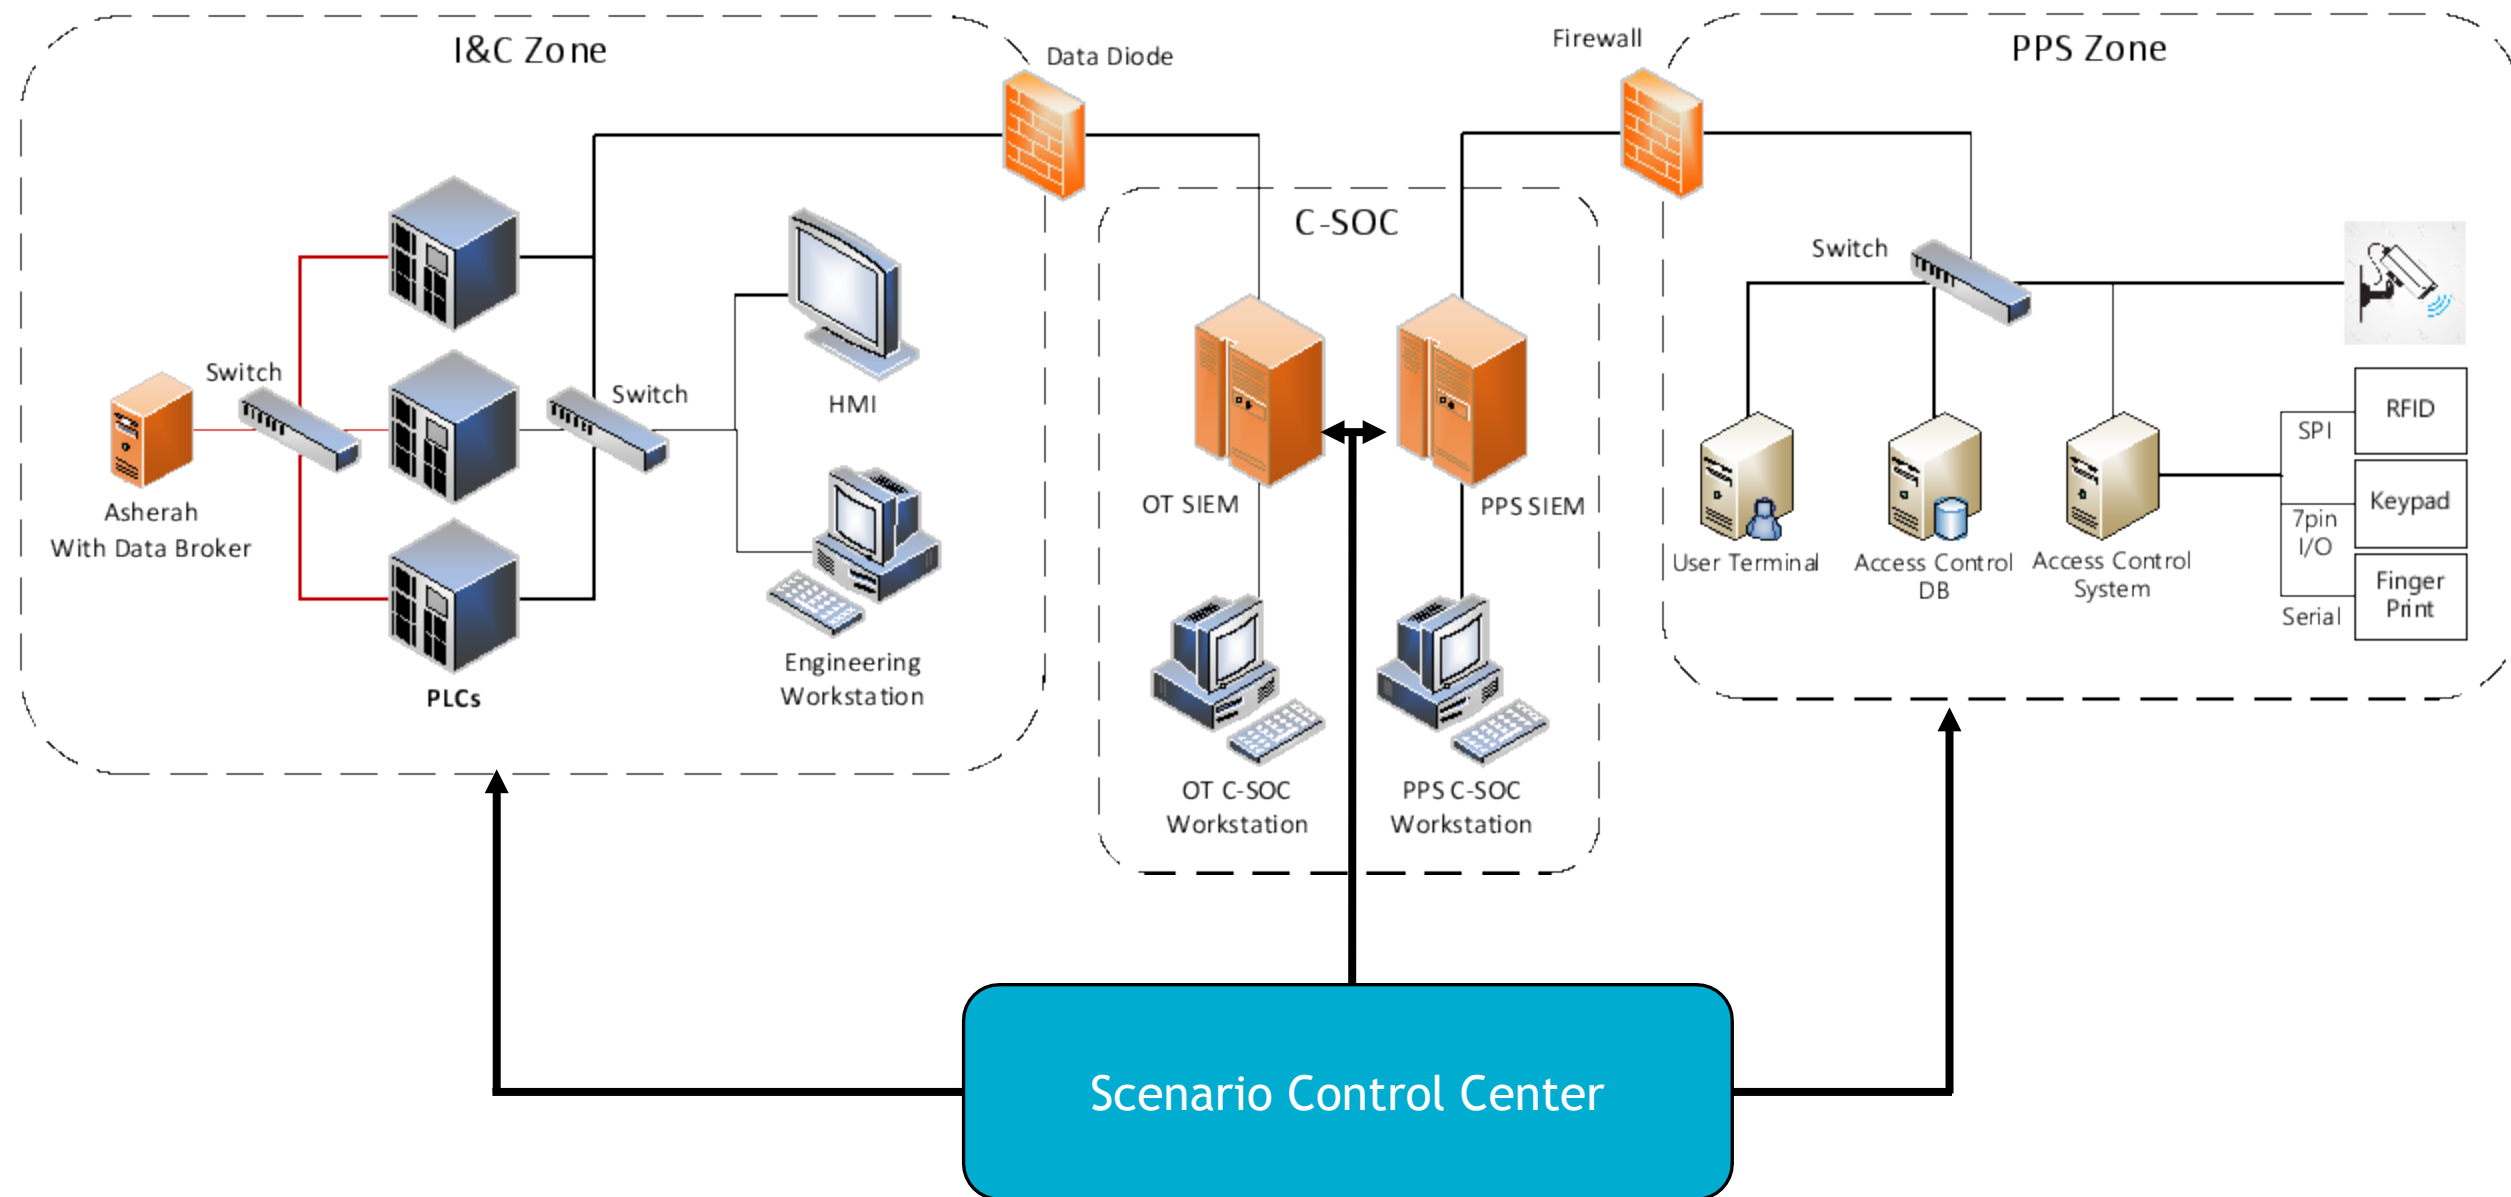 I&C Zone
Data Diode
Firewall
PPS Zone
C-SOC
Switch
Switch
Switch
HMI
RFID
SPI
Keypad
7pin
I/O
Finger
Print
Serial
Asherah
With Data Broker
OT SIEM
PPS SIEM
User Terminal
Access Control
DB
Access Control
System
PLCs
Engineering
Workstation
OT C-SOC
Workstation
PPS C-SOC
Workstation
Scenario Control Center